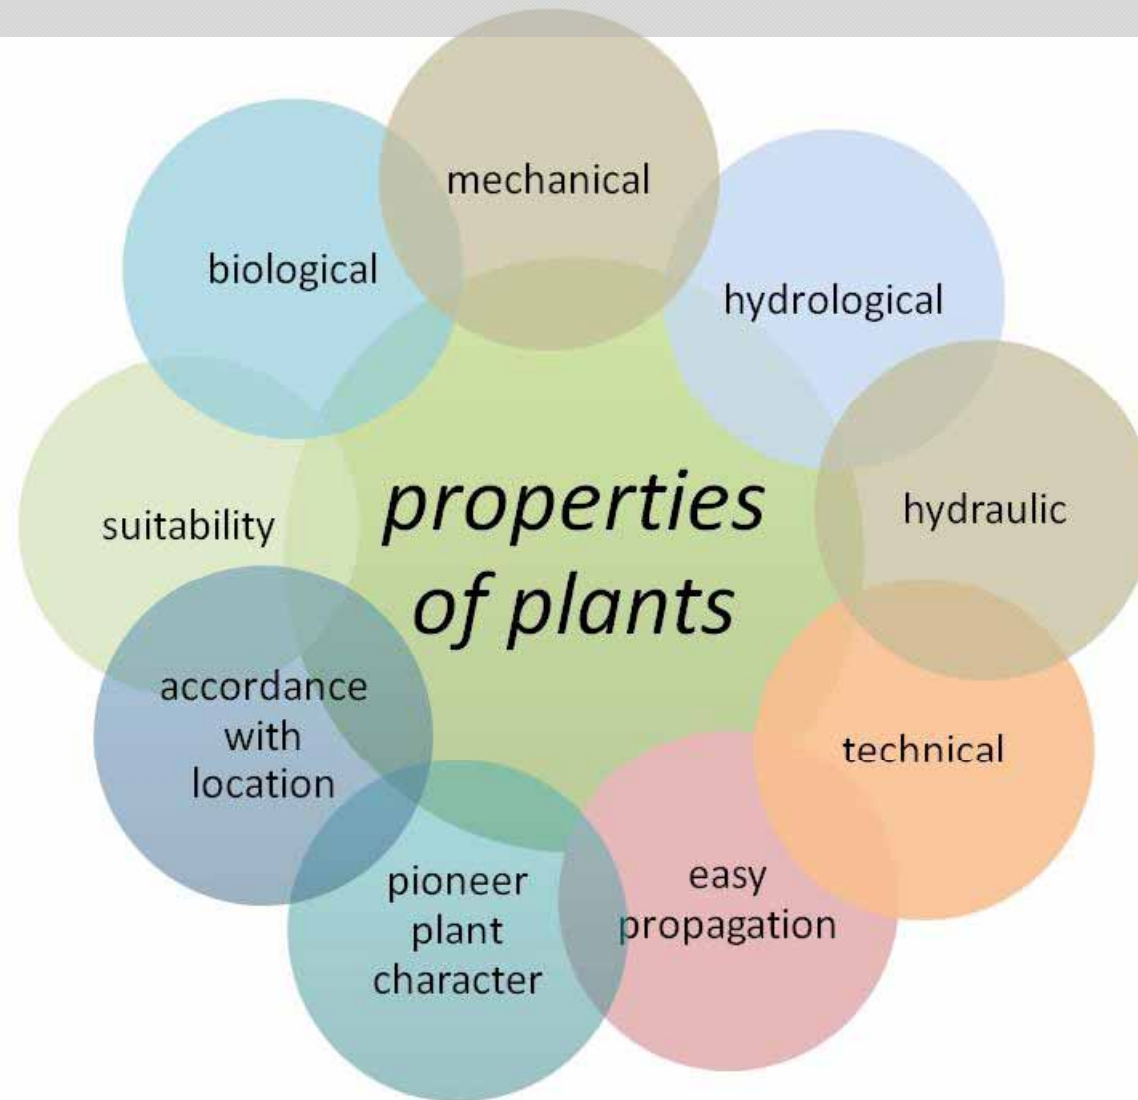 mechanical
biological
hydrological
properties
of plants
hydraulic
suitability
accordance
with
location
technical
pioneer
plant
character
easy
propagation